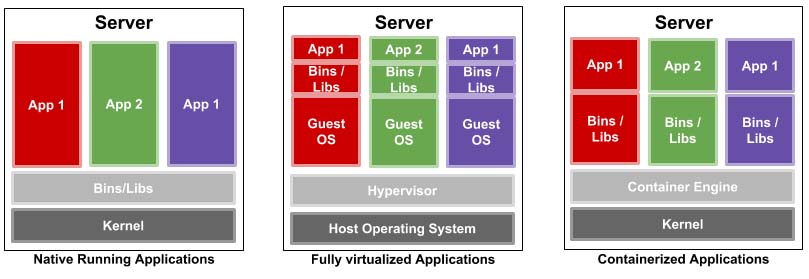 Server
App 1
App 2
App 1
Bins/Libs
Kernel
Native Running Applications
Server
App 1
App 2
App 1
Bins /
Libs
Bins /
Libs
Bins /
Libs
Guest
OS
Guest
OS
Guest
OS
Hypervisor
Host Operating System
Fully virtualized Applications
Server
App 1
App 2
App 1
Bins /
Libs
Bins /
Libs
Bins /
Libs
Container Engine
Kernel
Containerized Applications